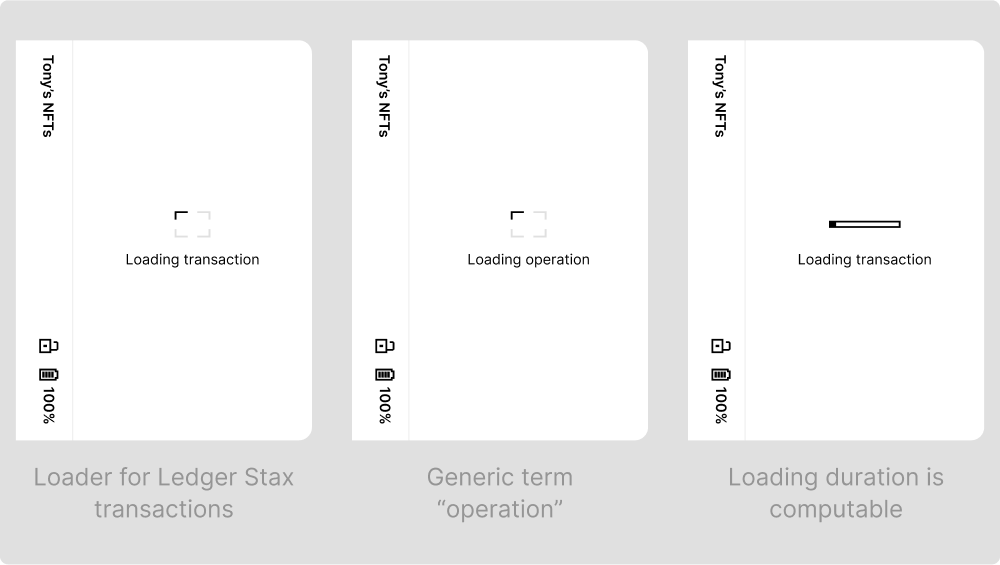 Tony's NFTs
Loading transaction
100%
Loader for Ledger Stax
transactions
Tony's NFTs
Loading operation
100%
Generic term
“operation”
Tony's NFTs
Loading transaction
100%
Loading duration is
computable